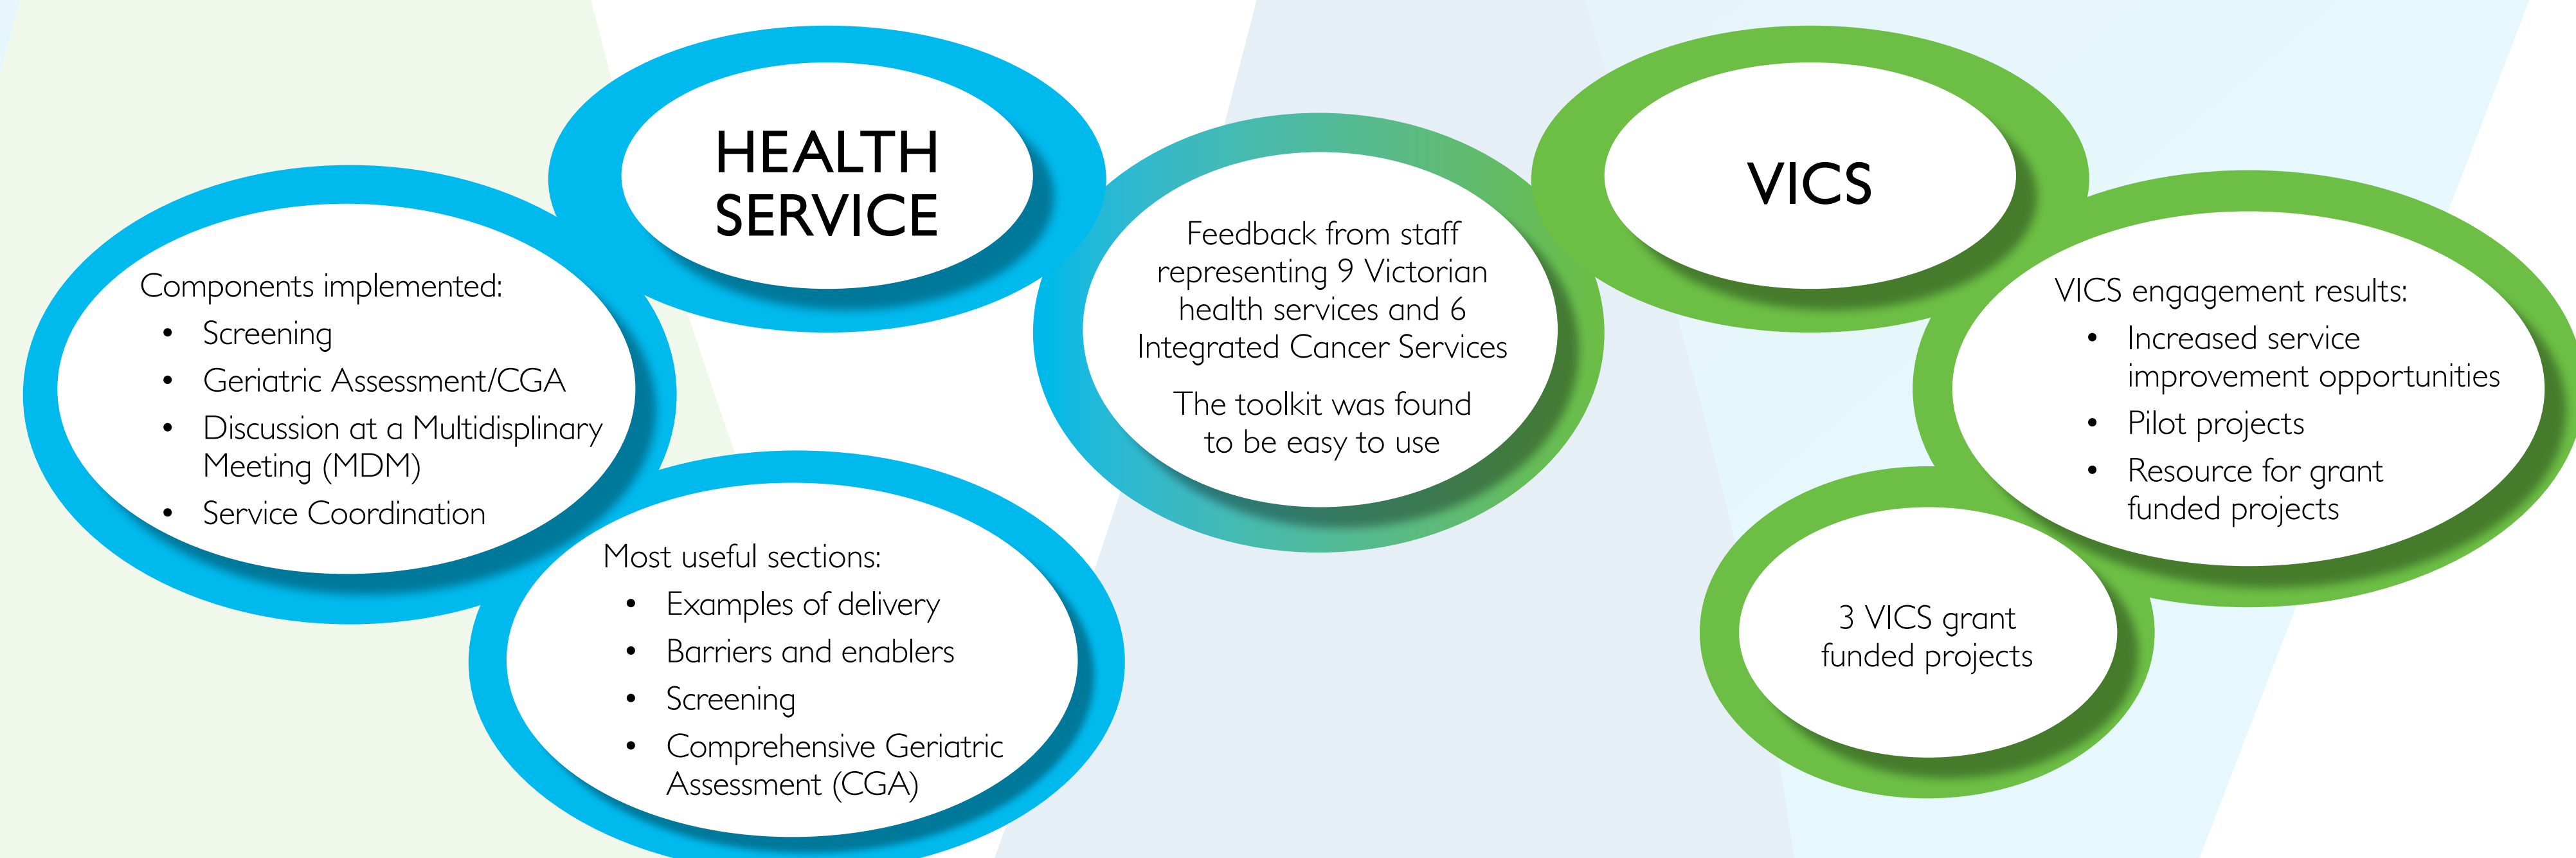 HEALTH
SERVICE
Components implemented:
• Screening
• Geriatric Assessment/CGA
• Discussion at a Multidisplinary
Meeting (MDM)
• Service Coordination
Most useful sections:
• Examples of delivery
• Barriers and enablers
• Screening
• Comprehensive Geriatric
Assessment (CGA)
Feedback from staff
representing 9 Victorian
health services and 6
Integrated Cancer Services
The toolkit was found
to be easy to use
VICS
VICS engagement results:
• Increased service
improvement opportunities
• Pilot projects
• Resource for grant
funded projects
3 VICS grant
funded projects